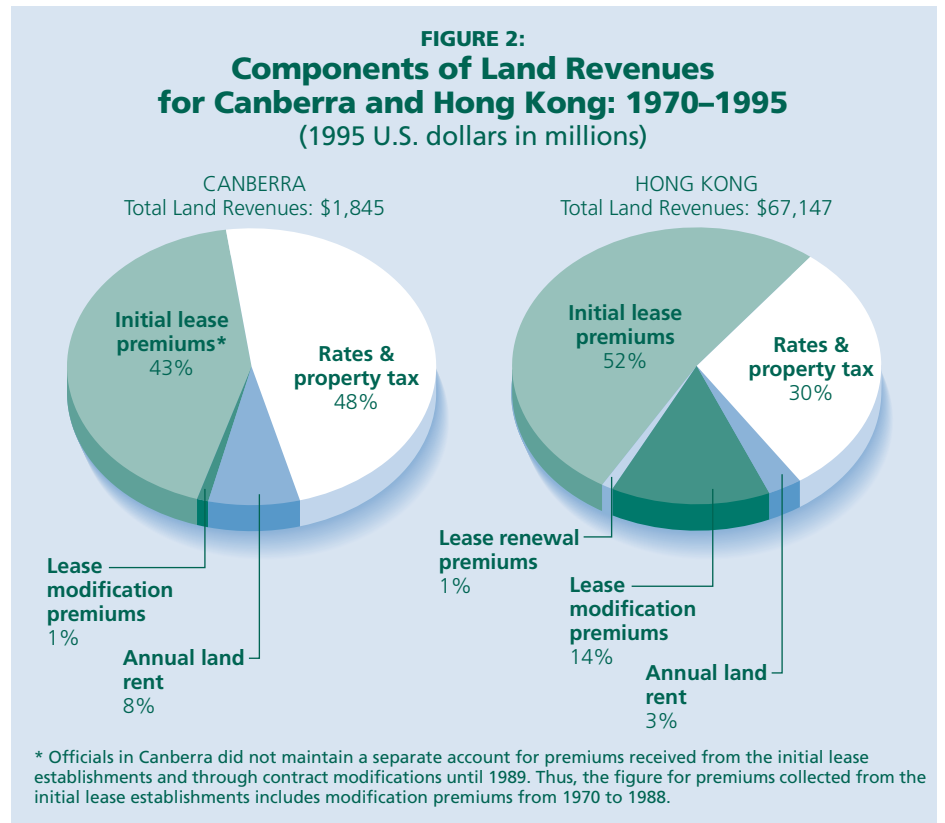 FIGURE 2:
Components of Land Revenues
for Canberra and Hong Kong: 1970–1995
(1995 U.S. dollars in millions)
CANBERRA
Total Land Revenues: $1,845
Initial lease
premiums*
43%
Rates &
property tax
48%
Lease
modification
premiums
1%
Annual land
rent
8%
HONG KONG
Total Land Revenues: $67,147
Initial lease
premiums
52%
Rates &
property tax
30%
Lease renewal
premiums
1%
Lease
modification
premiums
14%
Annual land
rent
3%
* Officials in Canberra did not maintain a separate account for premiums received from the initial lease
establishments and through contract modifications until 1989. Thus, the figure for premiums collected from the
initial lease establishments includes modification premiums from 1970 to 1988.